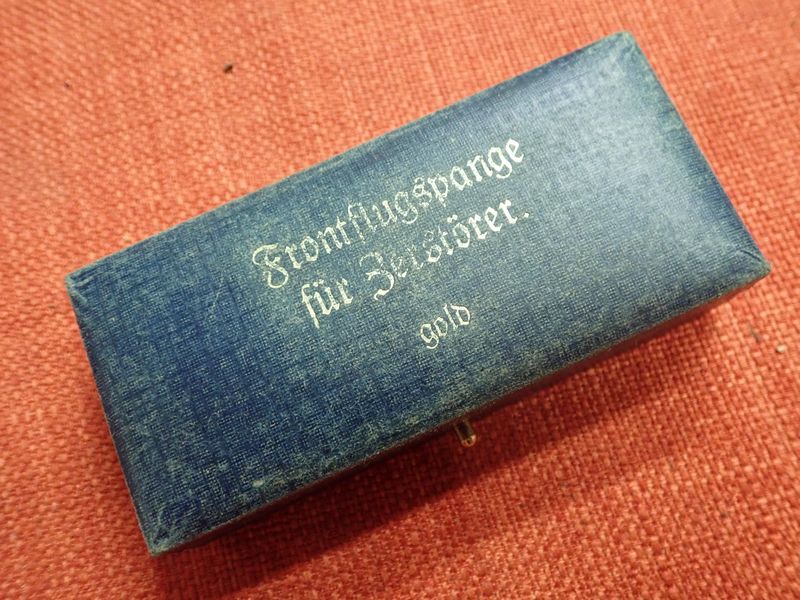 Frontflugspange
für Zerstörer.
gold